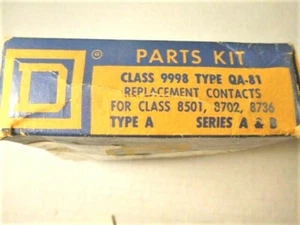 D
®
PARTS KIT
CLASS 9998 TYPE QA-81
REPLACEMENT CONTACTS
FOR CLASS 8501, 8702, 8736
TYPE A SERIES A & B